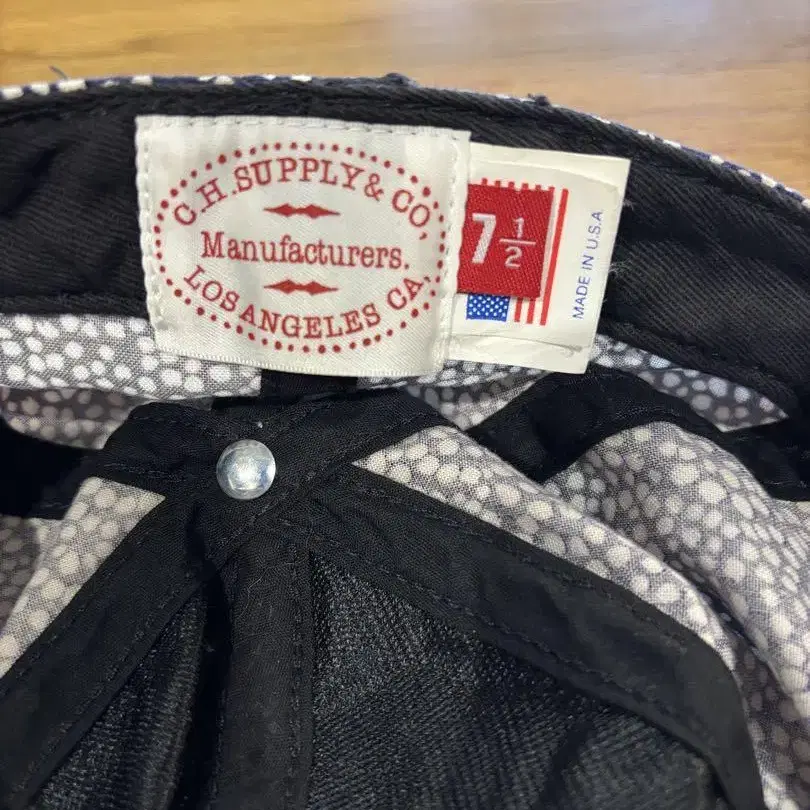 C.H. SUPPLY & CO,
Manufacturers.
LOS ANGELES CA,
7 1/2
MADE IN U.S.A.